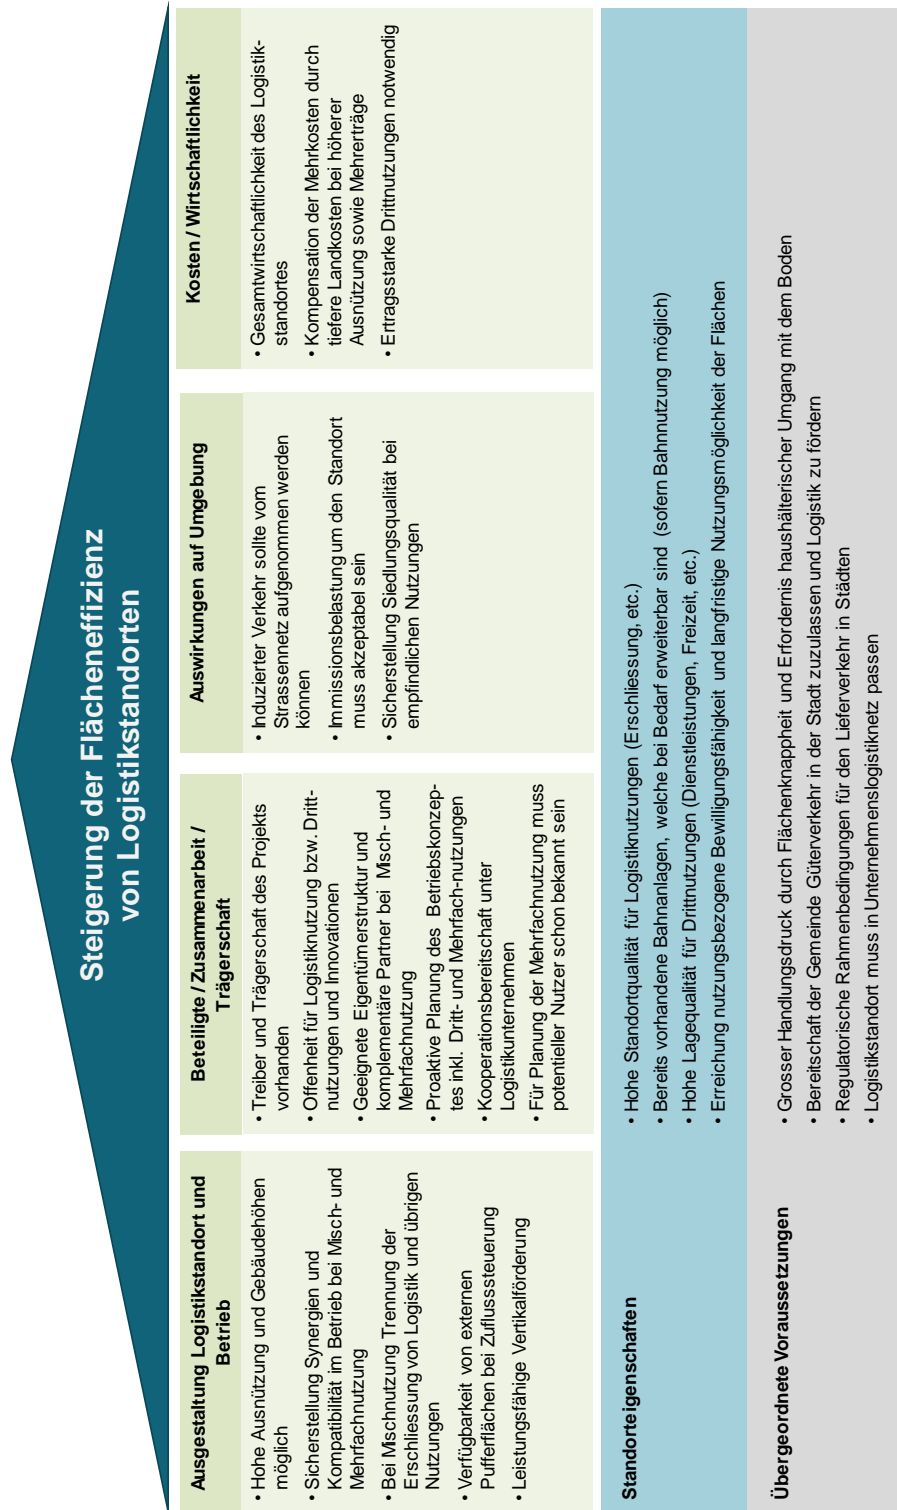 Steigerung der Flächeneffizienz
von Logistikstandorten
Ausgestaltung Logistikstandort und
Betrieb
• Hohe Ausnützung und Gebäudehöhen
möglich
• Sicherstellung Synergien und
Kompatibilität im Betrieb bei Misch- und
Mehrfachnutzung
• Bei Mischnutzung Trennung der
Erschliessung von Logistik und übrigen
Nutzungen
• Verfügbarkeit von externen
Pufferflächen bei Zuflusssteuerung
• Leistungsfähige Vertikalförderung
Beteiligte / Zusammenarbeit /
Trägerschaft
• Treiber und Trägerschaft des Projekts
vorhanden
• Offenheit für Logistiknutzung bzw. Dritt-
nutzungen und Innovationen
• Geeignete Eigentümerstruktur und
komplementäre Partner bei Misch- und
Mehrfachnutzung
• Proaktive Planung des Betriebskonzep-
tes inkl. Dritt- und Mehrfach-nutzungen
• Kooperationsbereitschaft unter
Logistikunternehmen
• Für Planung der Mehrfachnutzung muss
potentieller Nutzer schon bekannt sein
Auswirkungen auf Umgebung
• Induzierter Verkehr sollte vom
Strassennetz aufgenommen werden
können
• Immissionsbelastung um den Standort
muss akzeptabel sein
• Sicherstellung Siedlungsqualität bei
empfindlichen Nutzungen
Kosten / Wirtschaftlichkeit
• Gesamtwirtschaftlichkeit des Logistik-
standortes
• Kompensation der Mehrkosten durch
tiefere Landkosten bei höherer
Ausnützung sowie Mehrerträge
• Ertragsstarke Drittnutzungen notwendig
Standorteigenschaften
• Hohe Standortqualität für Logistiknutzungen (Erschliessung, etc.)
• Bereits vorhandene Bahnanlagen, welche bei Bedarf erweiterbar sind (sofern Bahnnutzung möglich)
• Hohe Lagequalität für Drittnutzungen (Dienstleistungen, Freizeit, etc.)
• Erreichung nutzungsbezogene Bewilligungsfähigkeit und langfristige Nutzungsmöglichkeit der Flächen
Übergeordnete Voraussetzungen
• Grosser Handlungsdruck durch Flächenknappheit und Erfordernis haushälterischer Umgang mit dem Boden
• Bereitschaft der Gemeinde Güterverkehr in der Stadt zuzulassen und Logistik zu fördern
• Regulatorische Rahmenbedingungen für den Lieferverkehr in Städten
• Logistikstandort muss in Unternehmenslogistiknetz passen